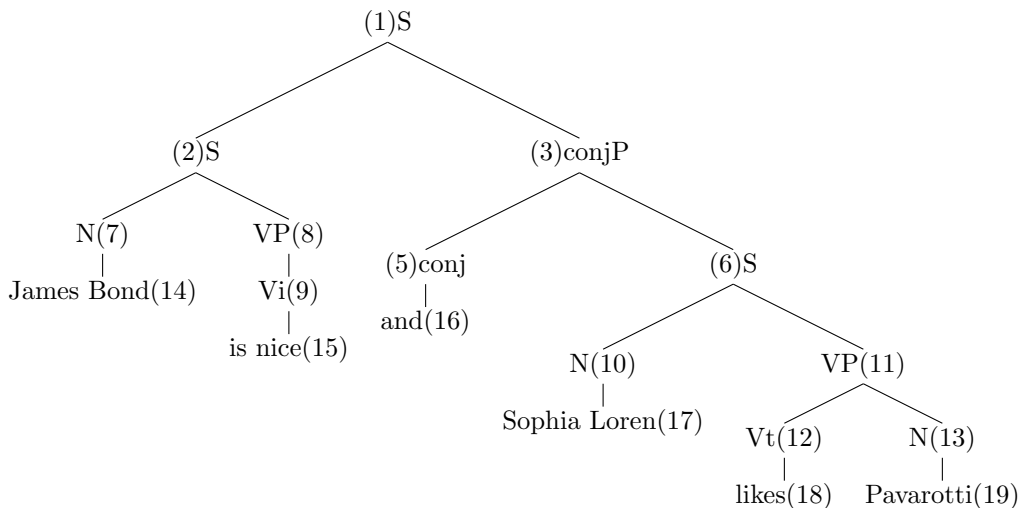 (1)S
(2)S (3)conjP
N(7) VP(8) (5)conj (6)S
James Bond(14) Vi(9) and(16)
is nice(15)
N(10) VP(11)
Sophia Loren(17) Vt(12) N(13)
likes(18) Pavarotti(19)